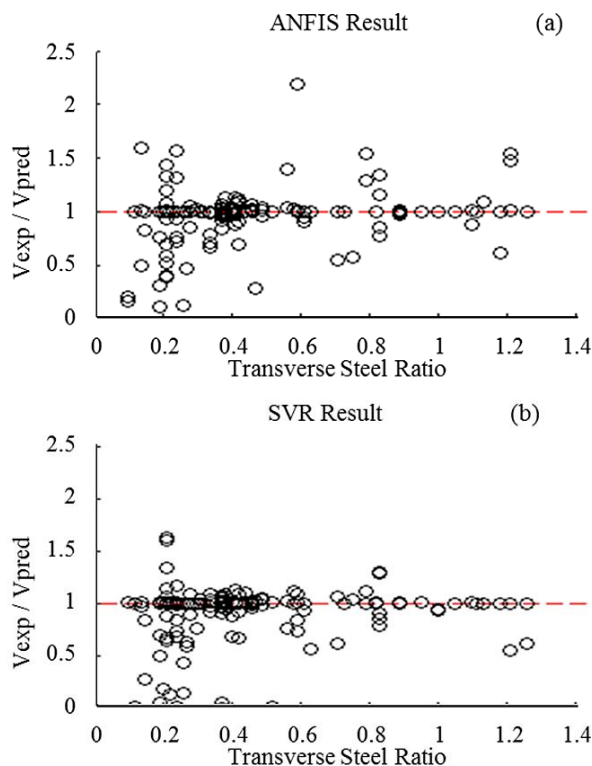 ANFIS Result (a)
2.5
2
1.5
1
0.5
0
Vexp / Vpred
0 0.2 0.4 0.6 0.8 1 1.2 1.4
Transverse Steel Ratio
SVR Result (b)
2.5
2
1.5
1
0.5
0
Vexp / Vpred
0 0.2 0.4 0.6 0.8 1 1.2 1.4
Transverse Steel Ratio